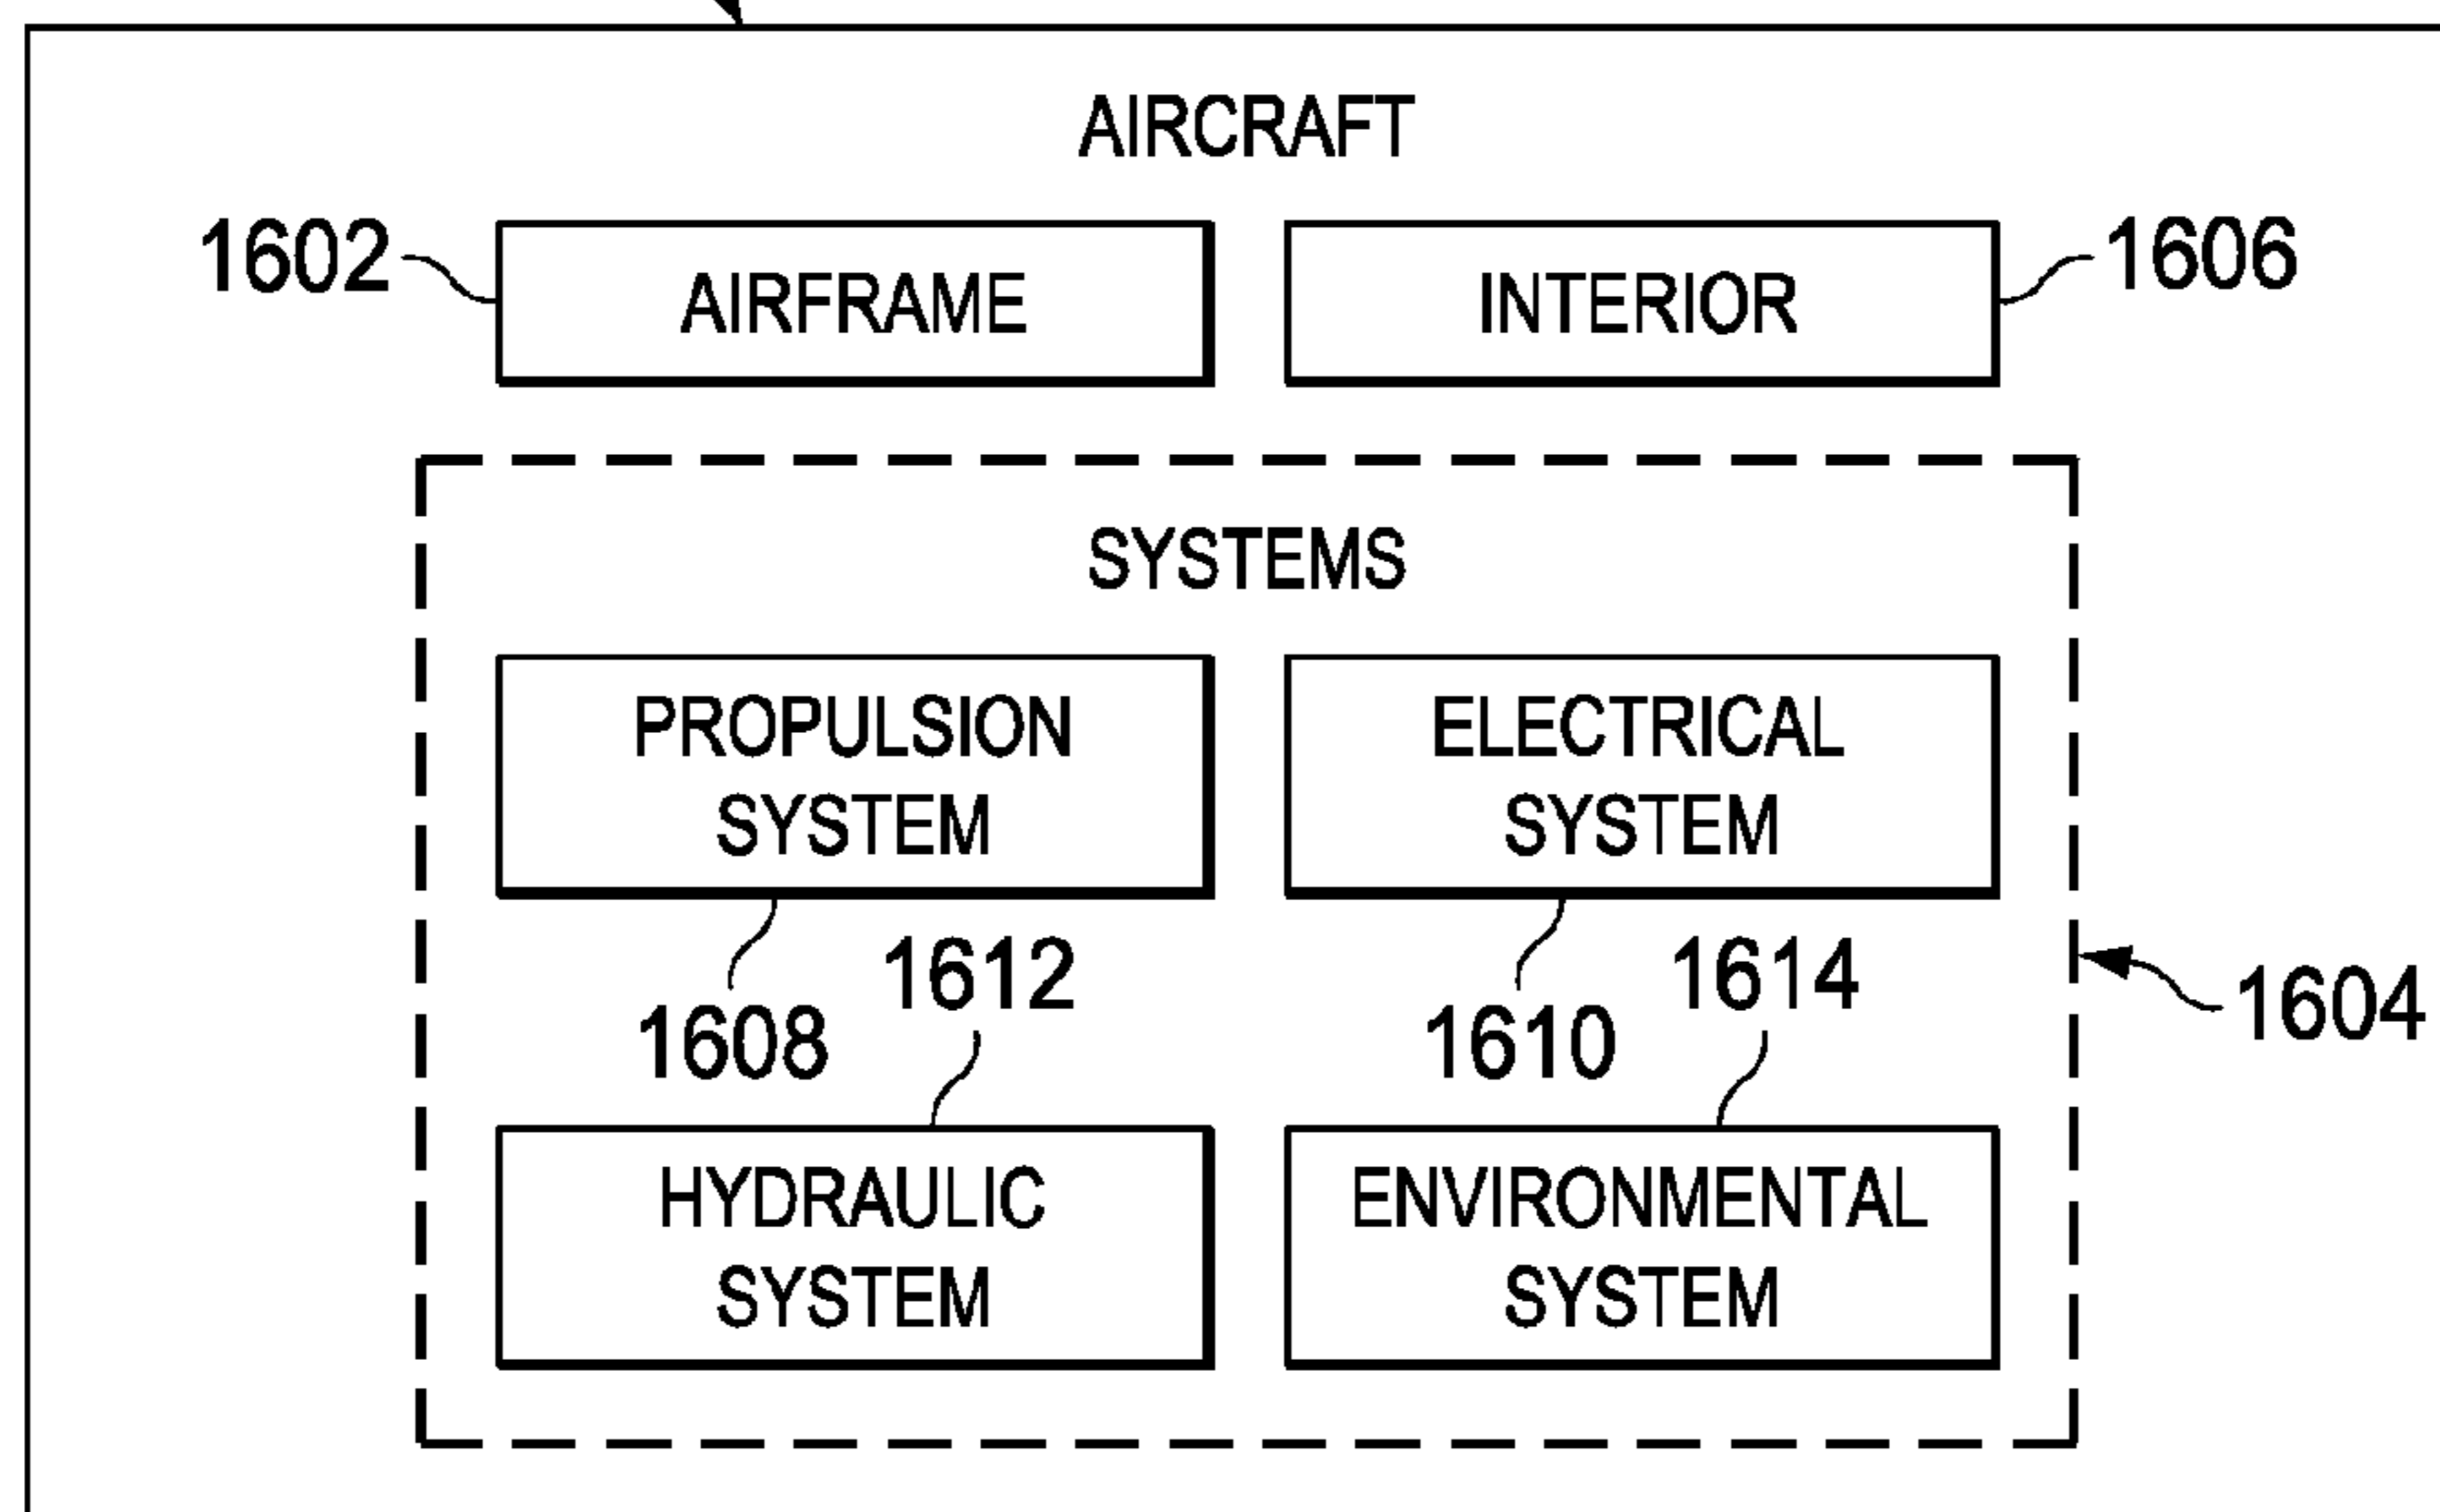 AIRCRAFT
1602
AIRFRAME
INTERIOR
1606
SYSTEMS
PROPULSION
SYSTEM
ELECTRICAL
SYSTEM
1608
1612
1610
1614
1604
HYDRAULIC
SYSTEM
ENVIRONMENTAL
SYSTEM